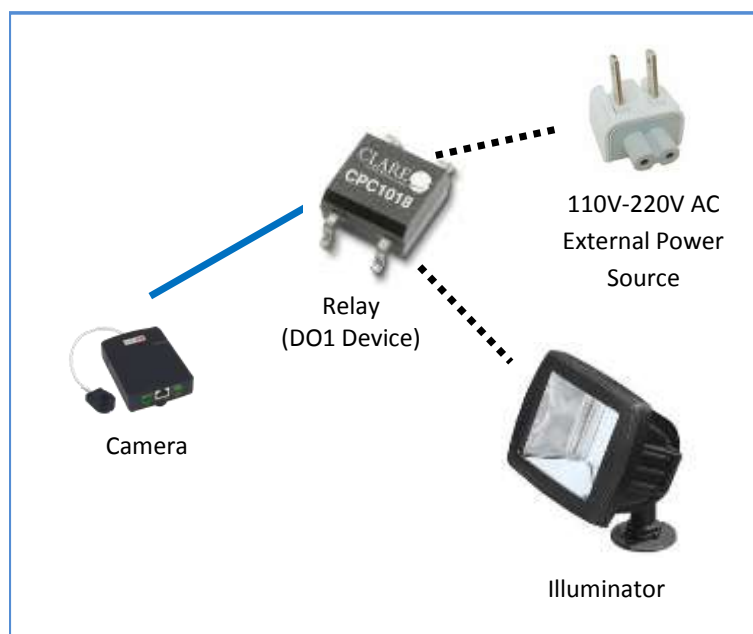 CLARE
CPC1018
110V-220V AC
External Power
Source
Relay
(DO1 Device)
Camera
Illuminator